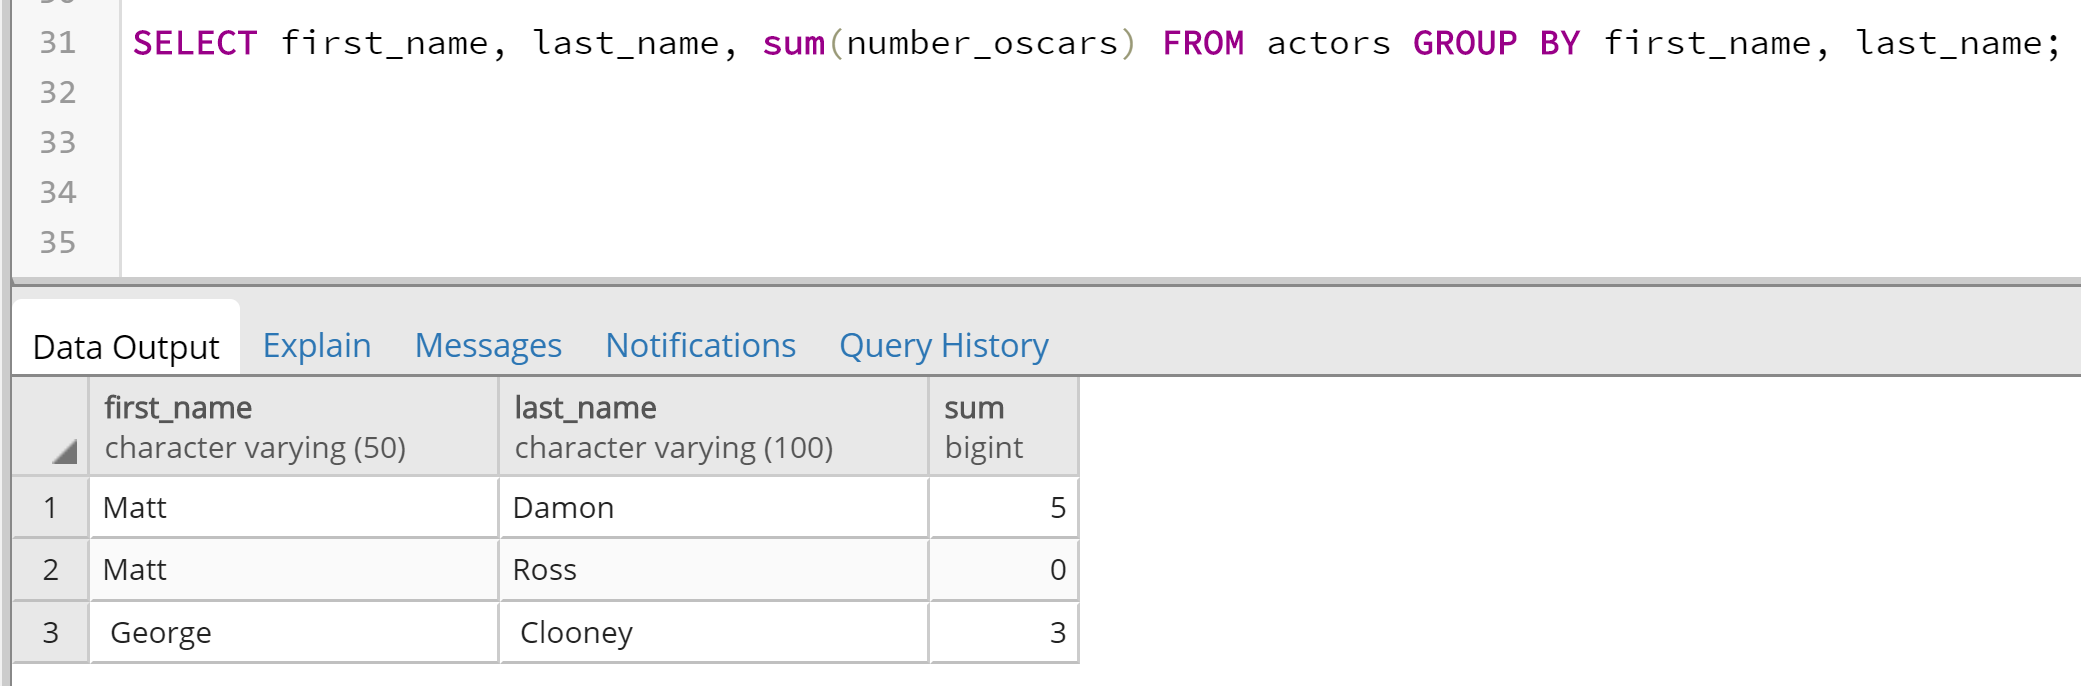 31 SELECT first_name, last_name, sum(number_oscars) FROM actors GROUP BY first_name, last_name;
32
33
34
35
Data Output Explain Messages Notifications Query History
first_name last_name sum
character varying (50) character varying (100) bigint
1 Matt Damon 5
2 Matt Ross 0
3 George Clooney 3